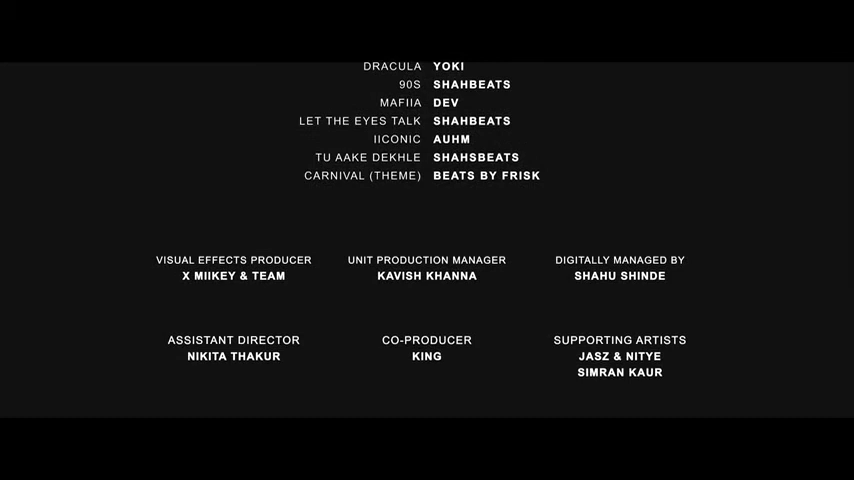 DRACULA YOKI
90S SHAHBEATS
MAFIIA DEV
LET THE EYES TALK SHAHBEATS
IICONIC AUHM
TU AAKE DEKHLE SHAHSBEATS
CARNIVAL (THEME) BEATS BY FRISK
VISUAL EFFECTS PRODUCER
X MIIKEY & TEAM
UNIT PRODUCTION MANAGER
KAVISH KHANNA
DIGITALLY MANAGED BY
SHAHU SHINDE
ASSISTANT DIRECTOR
NIKITA THAKUR
CO-PRODUCER
KING
SUPPORTING ARTISTS
JASZ & NITYE
SIMRAN KAUR